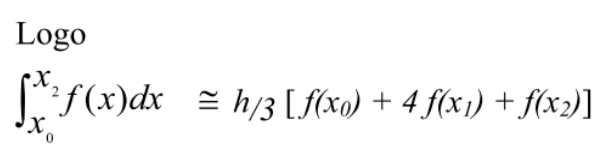 Logo
∫_{x_0}^{x_2} f(x)dx ≅ h/3 [ f(x_0) + 4 f(x_1) + f(x_2)]